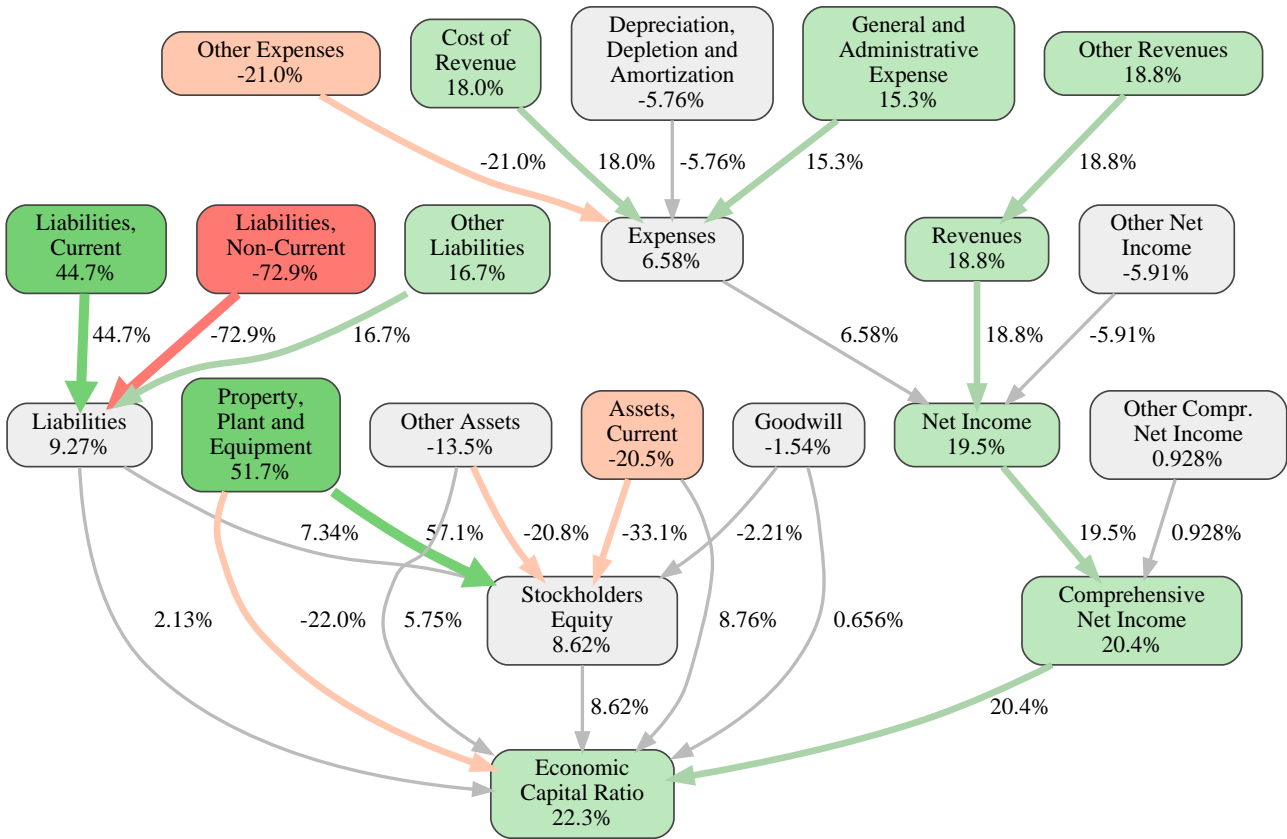 Other Expenses
-21.0%
Cost of
Revenue
18.0%
Depreciation,
Depletion and
Amortization
-5.76%
General and
Administrative
Expense
15.3%
Other Revenues
18.8%
-21.0%
18.0%
-5.76%
15.3%
18.8%
Liabilities,
Current
44.7%
Liabilities,
Non-Current
-72.9%
Other
Liabilities
16.7%
Expenses
6.58%
Revenues
18.8%
Other Net
Income
-5.91%
44.7%
-72.9%
16.7%
6.58%
18.8%
-5.91%
Liabilities
9.27%
Property,
Plant and
Equipment
51.7%
Other Assets
-13.5%
Assets,
Current
-20.5%
Goodwill
-1.54%
Net Income
19.5%
Other Compr.
Net Income
0.928%
7.34%
57.1%
-20.8%
-33.1%
-2.21%
19.5%
0.928%
Stockholders
Equity
8.62%
Comprehensive
Net Income
20.4%
2.13%
-22.0%
5.75%
8.76%
0.656%
8.62%
20.4%
Economic
Capital Ratio
22.3%